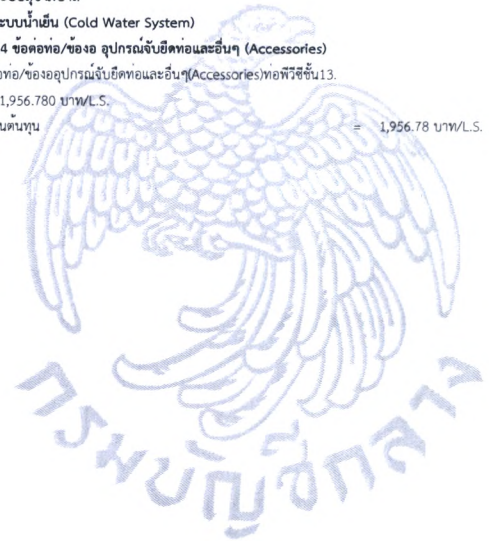 ระบบน้ำเย็น (Cold Water System)
4 ข้อต่อท่อ/ข้องอ อุปกรณ์จับยึดท่อและอื่นๆ (Accessories)
ท่อ/ข้องออุปกรณ์จับยึดท่อและอื่นๆ(Accessories)ท่อพีวีซีชั้น13.
1,956.780 บาท/L.S.
นต้นทุน = 1,956.78 บาท/L.S.
กรมบัญชีกลาง